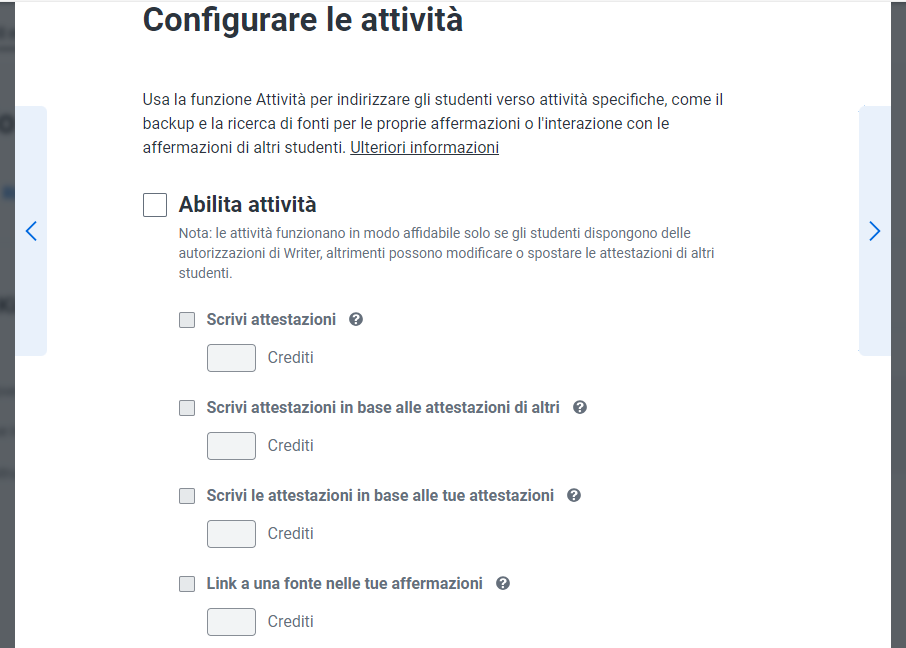 Configurare le attività
Usa la funzione Attività per indirizzare gli studenti verso attività specifiche, come il
backup e la ricerca di fonti per le proprie affermazioni o l'interazione con le
affermazioni di altri studenti. Ulteriori informazioni
Abilita attività
Nota: le attività funzionano in modo affidabile solo se gli studenti dispongono delle
autorizzazioni di Writer, altrimenti possono modificare o spostare le attestazioni di altri
studenti.
Scrivi attestazioni
Crediti
Scrivi attestazioni in base alle attestazioni di altri
Crediti
Scrivi le attestazioni in base alle tue attestazioni
Crediti
Link a una fonte nelle tue affermazioni
Crediti